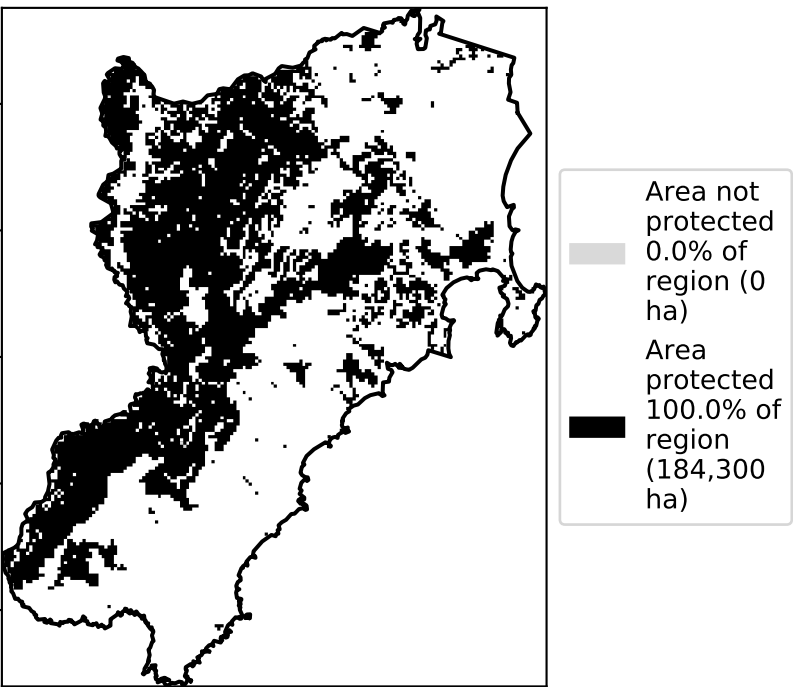 Area not
protected
0.0% of
region (0
ha)
Area
protected
100.0% of
region
(184,300
ha)